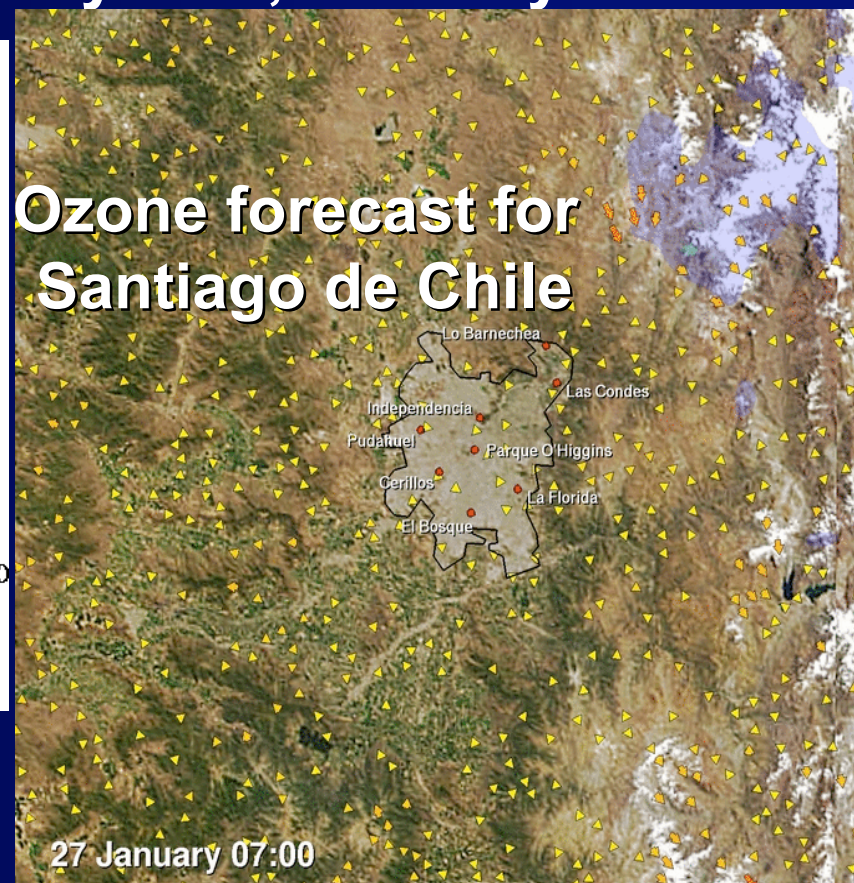 Ozone forecast for
Santiago de Chile
Lo Barnechea
Las Condes
Independencia
Pudahuel
Parque O'Higgins
Cerillos
La Florida
El Bosque
27 January 07:00